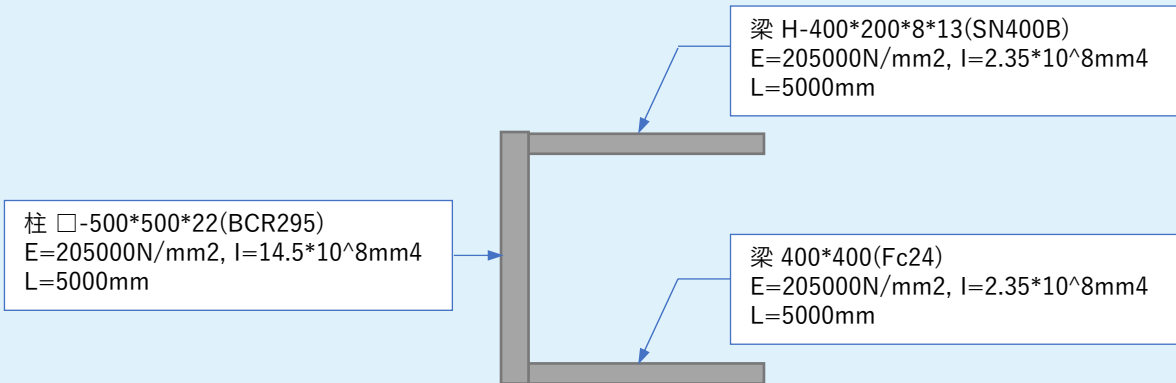 梁 H-400*200*8*13(SN400B)
E=205000N/mm2, I=2.35*10^8mm4
L=5000mm
柱 □-500*500*22(BCR295)
E=205000N/mm2, I=14.5*10^8mm4
L=5000mm
梁 400*400(Fc24)
E=205000N/mm2, I=2.35*10^8mm4
L=5000mm